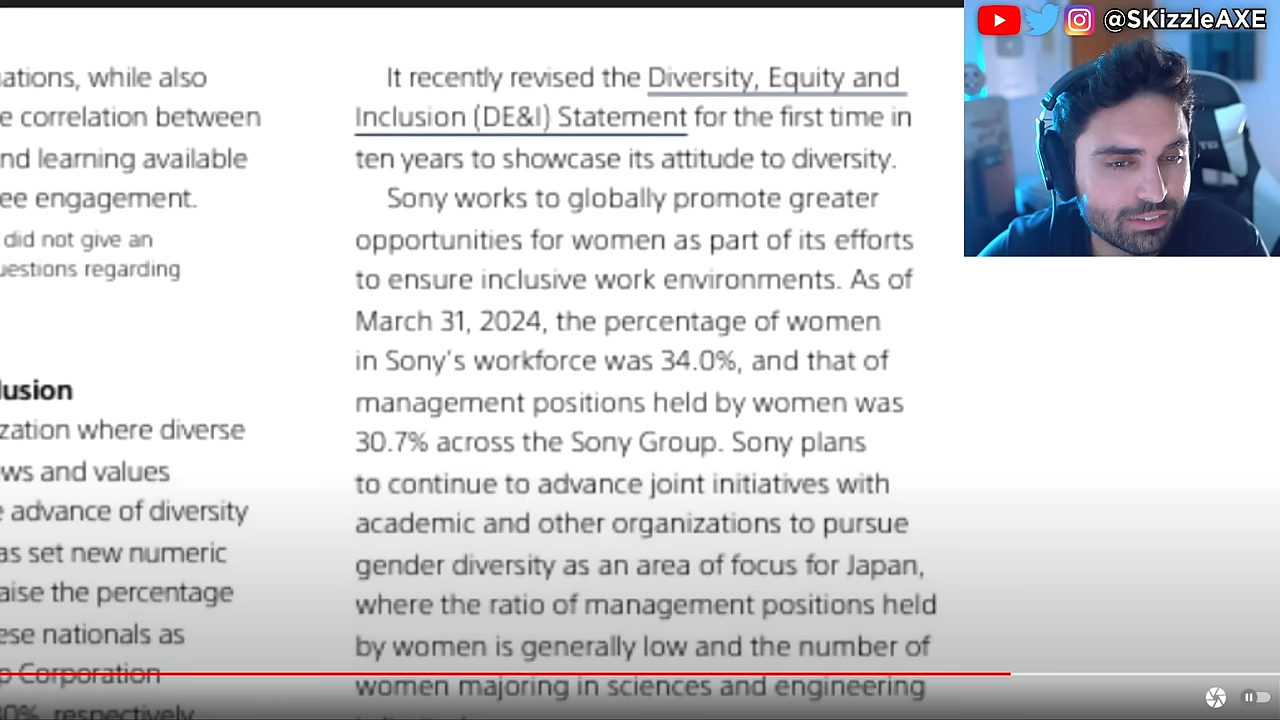 @SKizzleAXE
ations, while also
e correlation between
nd learning available
ee engagement.
did not give an
uestions regarding
lusion
zation where diverse
ws and values
e advance of diversity
as set new numeric
aise the percentage
ese nationals as
p Corporation
0%, respectively
It recently revised the Diversity, Equity and
Inclusion (DE&I) Statement for the first time in
ten years to showcase its attitude to diversity.
Sony works to globally promote greater
opportunities for women as part of its efforts
to ensure inclusive work environments. As of
March 31, 2024, the percentage of women
in Sony's workforce was 34.0%, and that of
management positions held by women was
30.7% across the Sony Group. Sony plans
to continue to advance joint initiatives with
academic and other organizations to pursue
gender diversity as an area of focus for Japan,
where the ratio of management positions held
by women is generally low and the number of
women majoring in sciences and engineering